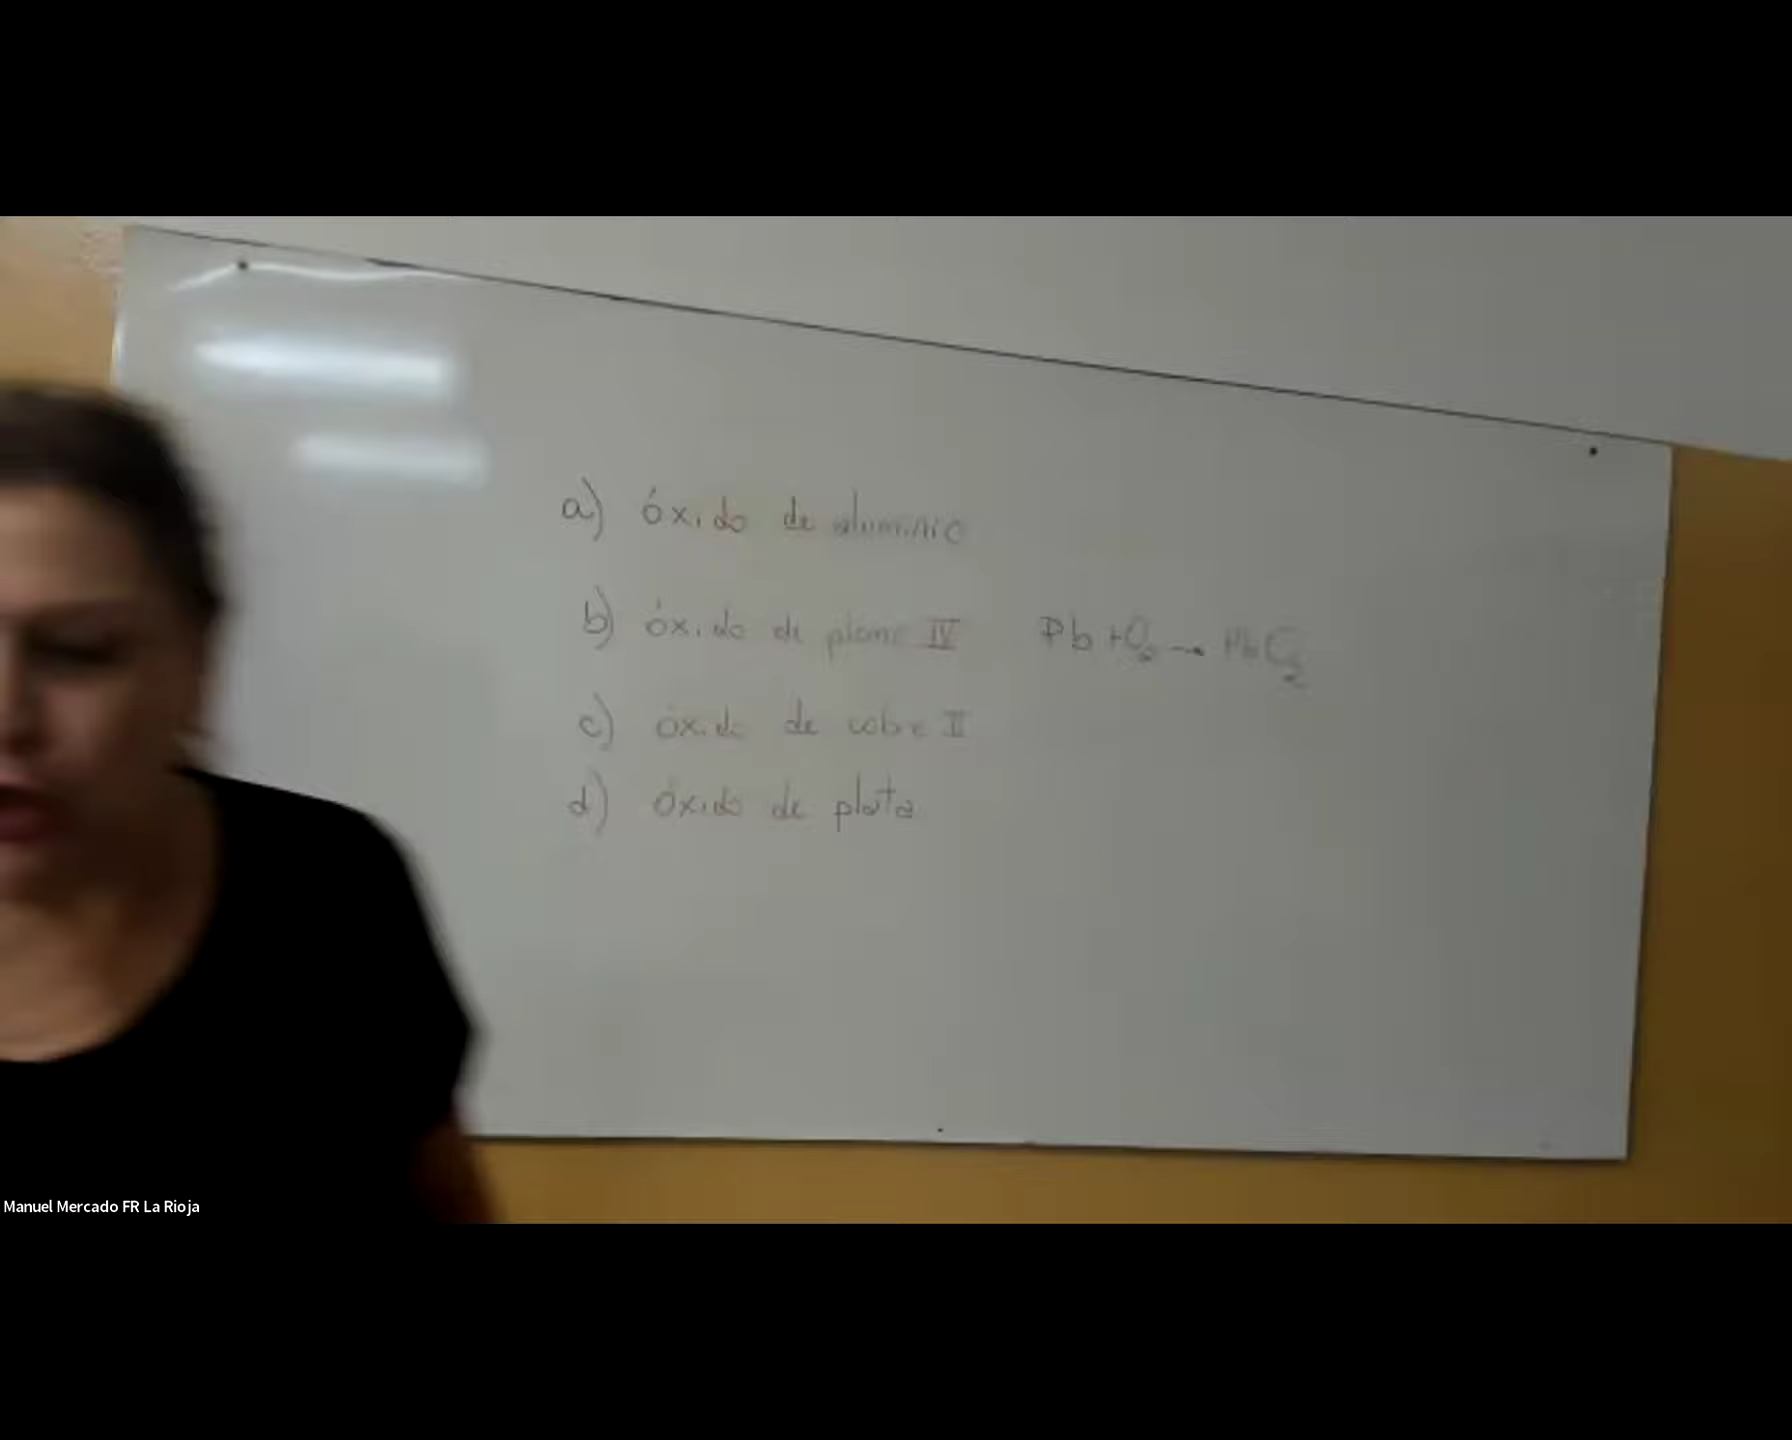 a) óxido de aluminio
b) óxido de plomo IV Pb + O₂ → PbO₂
c) óxido de cobre II
d) óxido de plata
Manuel Mercado FR La Rioja